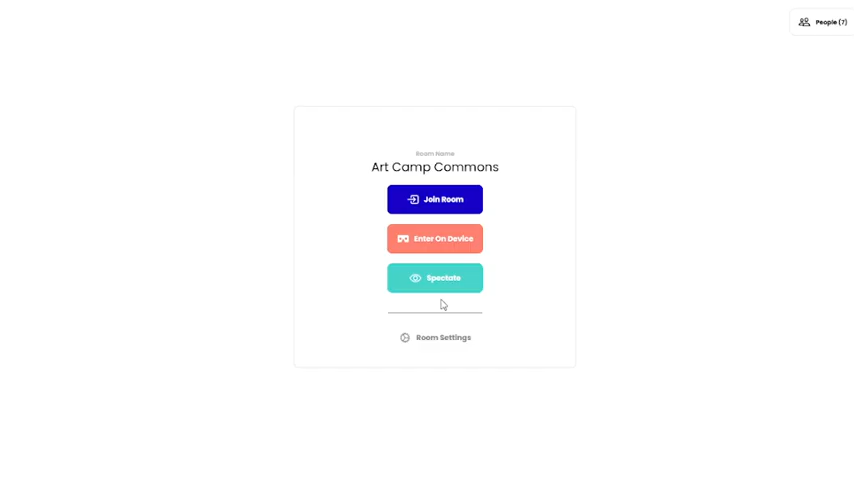 People (7)
Room Name
Art Camp Commons
Join Room
Enter On Device
Spectate
Room Settings